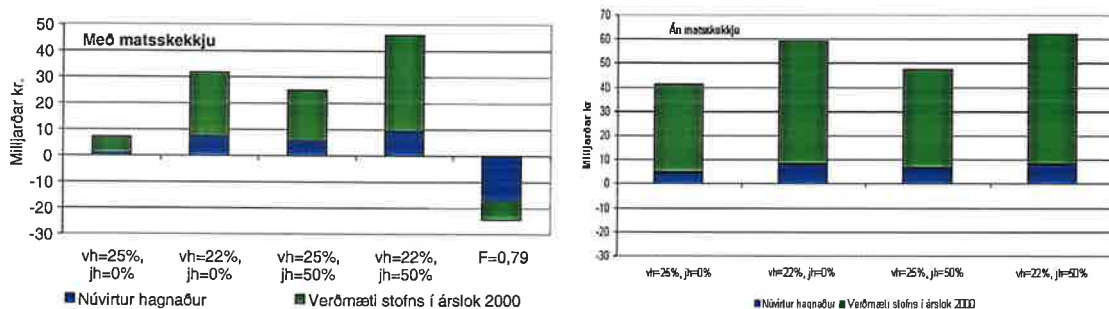 Milljarðar kr.
Með matsskekkju
50
40
30
20
10
0
-10
-20
-30
vh=25%, jh=0%
vh=22%, jh=0%
vh=25%, jh=50%
vh=22%, jh=50%
F=0,79
Núvirtur hagnaður
Verðmæti stofns í árslok 2000
Milljarðar kr
Án matsskekkju
70
60
50
40
30
20
10
0
-10
-20
-30
vh=25%, jh=0%
vh=22%, jh=0%
vh=25%, jh=50%
vh=22%, jh=50%
Núvirtur hagnaður
Verðmæti stofns í árslok 2000